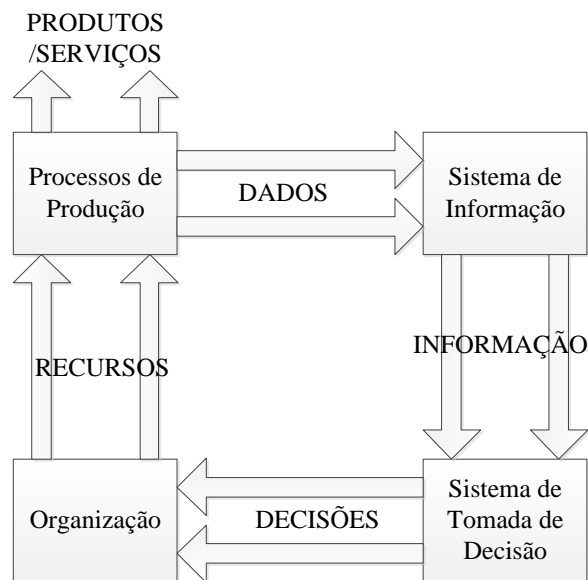 PRODUTOS
/SERVIÇOS
Processos de
Produção
DADOS
Sistema de
Informação
RECURSOS
INFORMAÇÃO
Organização
DECISÕES
Sistema de
Tomada de
Decisão